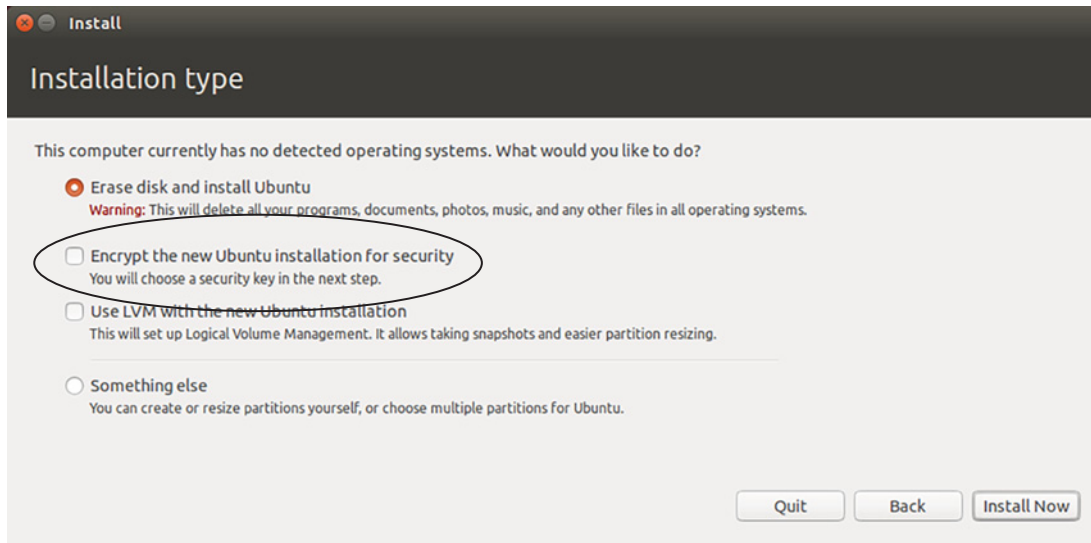 Install
Installation type
This computer currently has no detected operating systems. What would you like to do?
Erase disk and install Ubuntu
Warning: This will delete all your programs, documents, photos, music, and any other files in all operating systems.
Encrypt the new Ubuntu installation for security
You will choose a security key in the next step.
Use LVM with the new Ubuntu installation
This will set up Logical Volume Management. It allows taking snapshots and easier partition resizing.
Something else
You can create or resize partitions yourself, or choose multiple partitions for Ubuntu.
Quit Back Install Now